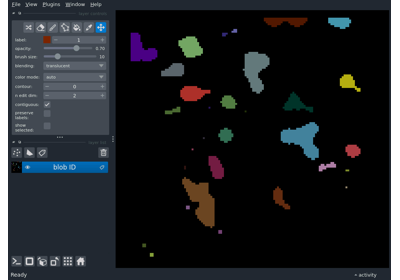 File View Plugins Window Help
label: 1
opacity: 0.70
brush size: 10
blending: translucent
color mode: auto
contour: 0
n edit dim: 2
contiguous:
preserve labels:
show selected:
blob ID
Ready
activity